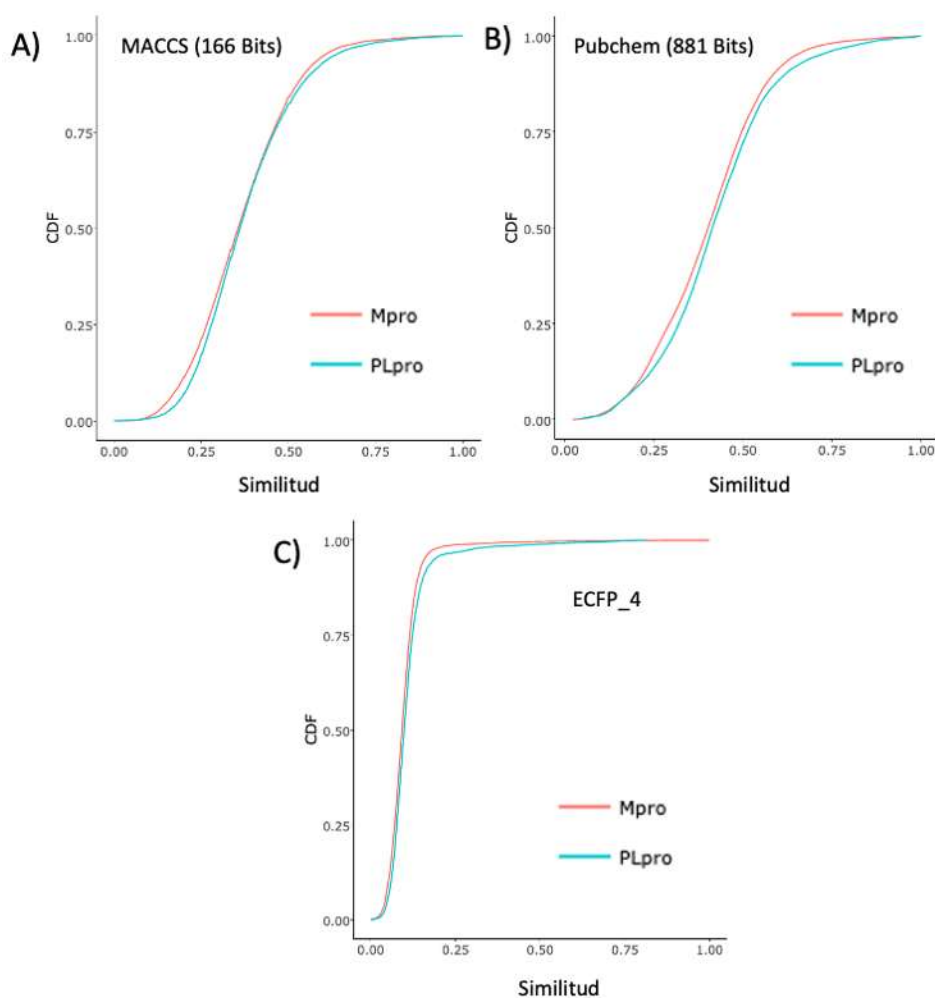 A)
MACCS (166 Bits)
1.00
0.75
0.50
0.25
0.00
CDF
Mpro
PLpro
0.00 0.25 0.50 0.75 1.00
Similitud
B)
Pubchem (881 Bits)
1.00
0.75
0.50
0.25
0.00
CDF
Mpro
PLpro
0.00 0.25 0.50 0.75 1.00
Similitud
C)
ECFP_4
1.00
0.75
0.50
0.25
0.00
CDF
Mpro
PLpro
0.00 0.25 0.50 0.75 1.00
Similitud